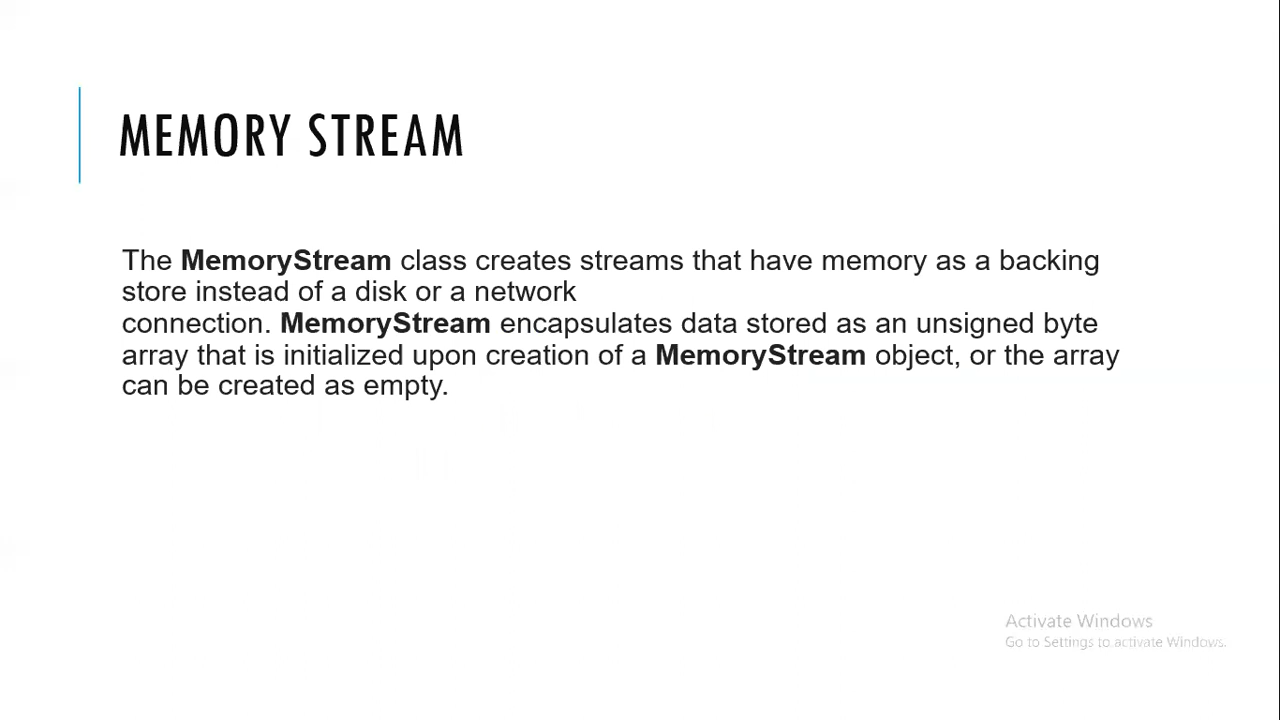 MEMORY STREAM
The MemoryStream class creates streams that have memory as a backing
store instead of a disk or a network
connection. MemoryStream encapsulates data stored as an unsigned byte
array that is initialized upon creation of a MemoryStream object, or the array
can be created as empty.
Activate Windows
Go to Settings to activate Windows.